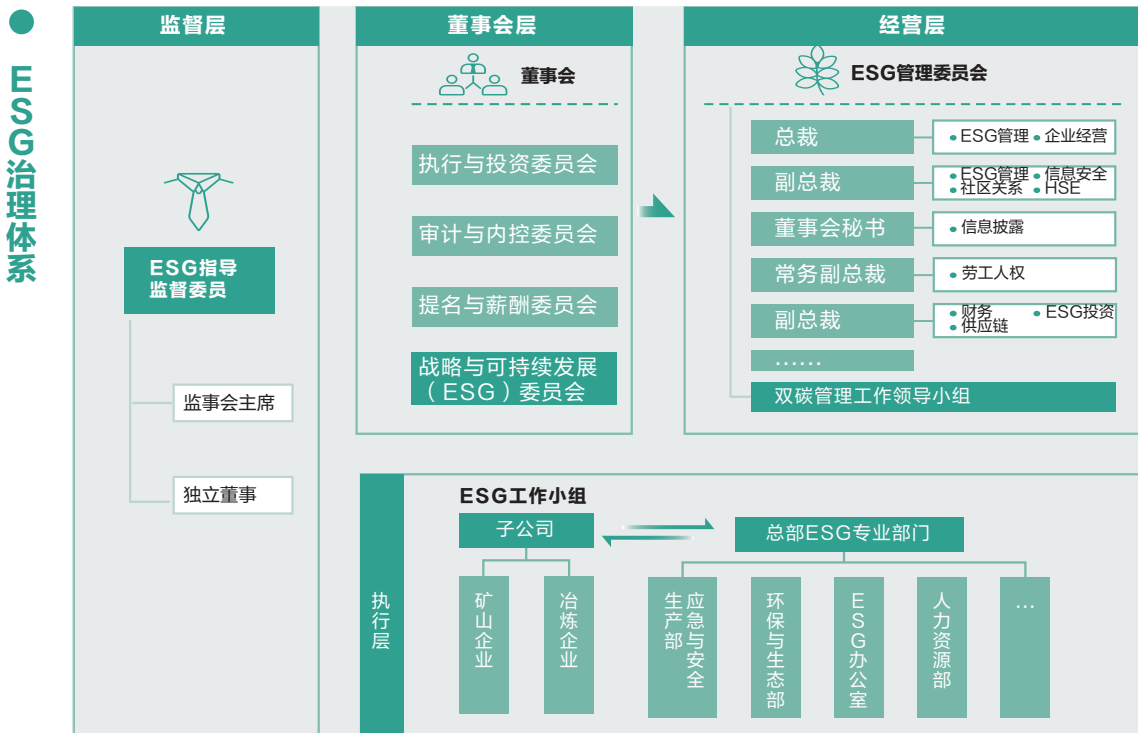 ESG治理体系
监督层
ESG指导
监督委员
监事会主席
独立董事
董事会层
董事会
执行与投资委员会
审计与内控委员会
提名与薪酬委员会
战略与可持续发展
（ESG）委员会
经营层
ESG管理委员会
总裁
• ESG管理 • 企业经营
副总裁
• ESG管理 • 信息安全
• 社区关系 • HSE
董事会秘书
• 信息披露
常务副总裁
• 劳工人权
副总裁
• 财务 • ESG投资
• 供应链
......
双碳管理工作领导小组
执行层
ESG工作小组
子公司
矿山企业
冶炼企业
总部ESG专业部门
应急与安全
生产部
环保与生态部
ESG办公室
人力资源部
...